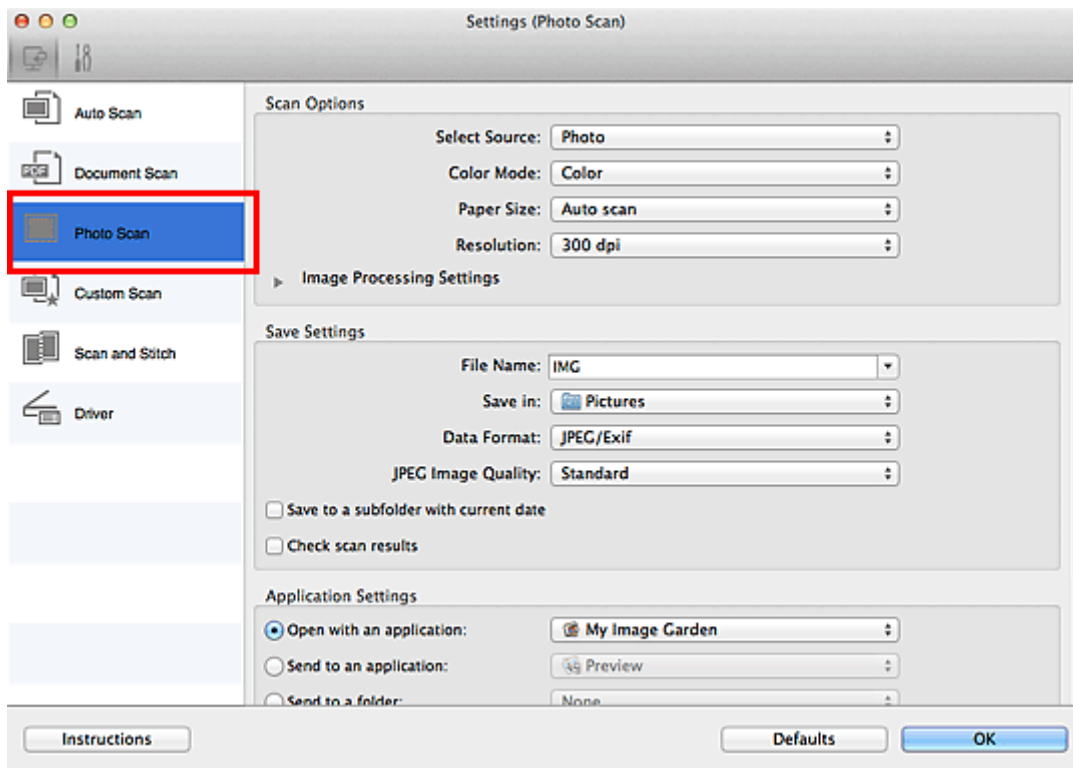 Settings (Photo Scan)
Auto Scan
PDF
Document Scan
Photo Scan
Custom Scan
Scan and Stitch
Driver
Scan Options
Select Source: Photo
Color Mode: Color
Paper Size: Auto scan
Resolution: 300 dpi
Image Processing Settings
Save Settings
File Name: IMG
Save in: Pictures
Data Format: JPEG/Exif
JPEG Image Quality: Standard
Save to a subfolder with current date
Check scan results
Application Settings
Open with an application: My Image Garden
Send to an application: Preview
Send to a folder: None
Instructions
Defaults
OK